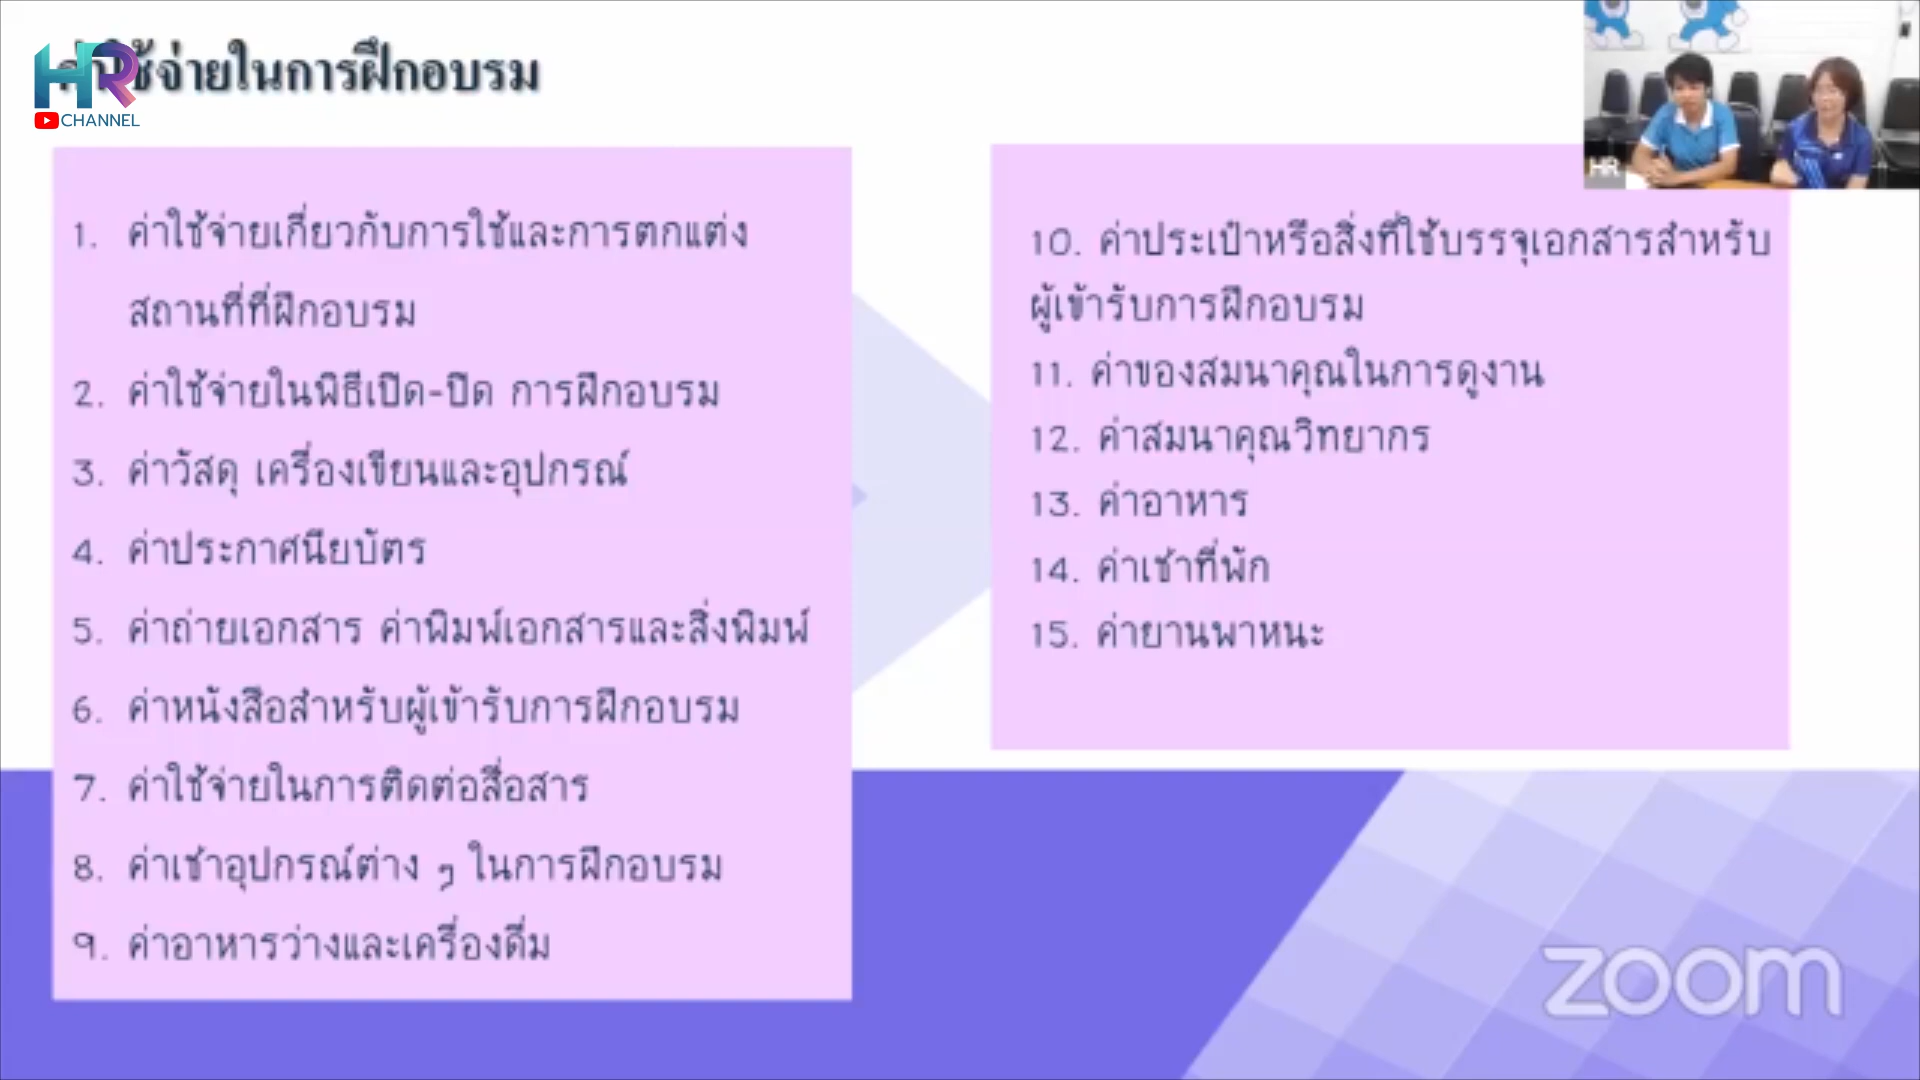 ค่าใช้จ่ายในการฝึกอบรม
HR
CHANNEL
HR
1. ค่าใช้จ่ายเกี่ยวกับการใช้และการตกแต่ง
สถานที่ที่ฝึกอบรม
2. ค่าใช้จ่ายในพิธีเปิด-ปิด การฝึกอบรม
3. ค่าวัสดุ เครื่องเขียนและอุปกรณ์
4. ค่าประกาศนียบัตร
5. ค่าถ่ายเอกสาร ค่าพิมพ์เอกสารและสิ่งพิมพ์
6. ค่าหนังสือสำหรับผู้เข้ารับการฝึกอบรม
7. ค่าใช้จ่ายในการติดต่อสื่อสาร
8. ค่าเช่าอุปกรณ์ต่าง ๆ ในการฝึกอบรม
9. ค่าอาหารว่างและเครื่องดื่ม
10. ค่าประเป๋าหรือสิ่งที่ใช้บรรจุเอกสารสำหรับ
ผู้เข้ารับการฝึกอบรม
11. ค่าของสมนาคุณในการดูงาน
12. ค่าสมนาคุณวิทยากร
13. ค่าอาหาร
14. ค่าเช่าที่พัก
15. ค่ายานพาหนะ
zoom